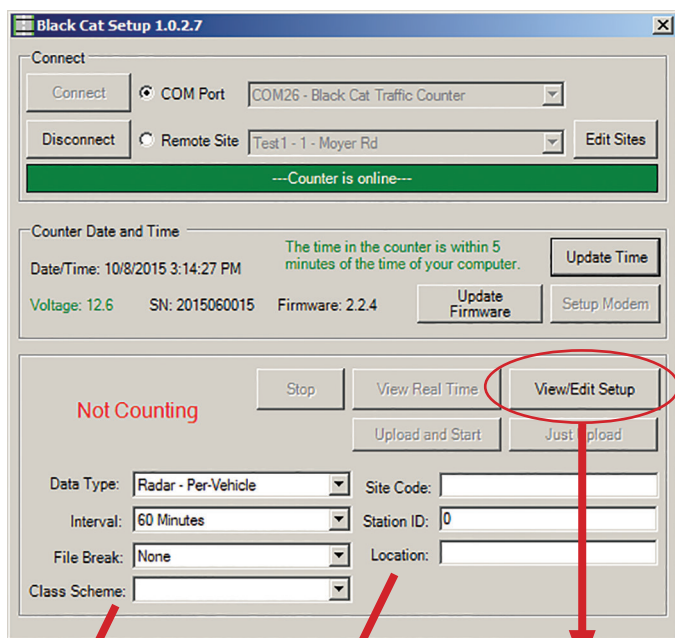 Black Cat Setup 1.0.2.7
Connect
Connect COM Port COM26 - Black Cat Traffic Counter
Disconnect Remote Site Test1 - 1 - Moyer Rd Edit Sites
---Counter is online---
Counter Date and Time
The time in the counter is within 5
minutes of the time of your computer.
Date/Time: 10/8/2015 3:14:27 PM
Update Time
Voltage: 12.6 SN: 2015060015 Firmware: 2.2.4
Update
Firmware
Setup Modem
Not Counting
Stop View Real Time View/Edit Setup
Upload and Start Just Upload
Data Type: Radar - Per-Vehicle Site Code:
Interval: 60 Minutes Station ID: 0
File Break: None Location:
Class Scheme: